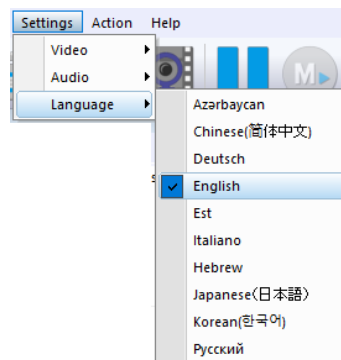 Settings Action Help
Video
Audio
Language
M
Azərbaycan
Chinese(简体中文)
Deutsch
English
Est
Italiano
Hebrew
Japanese(日本語)
Korean(한국어)
Русский